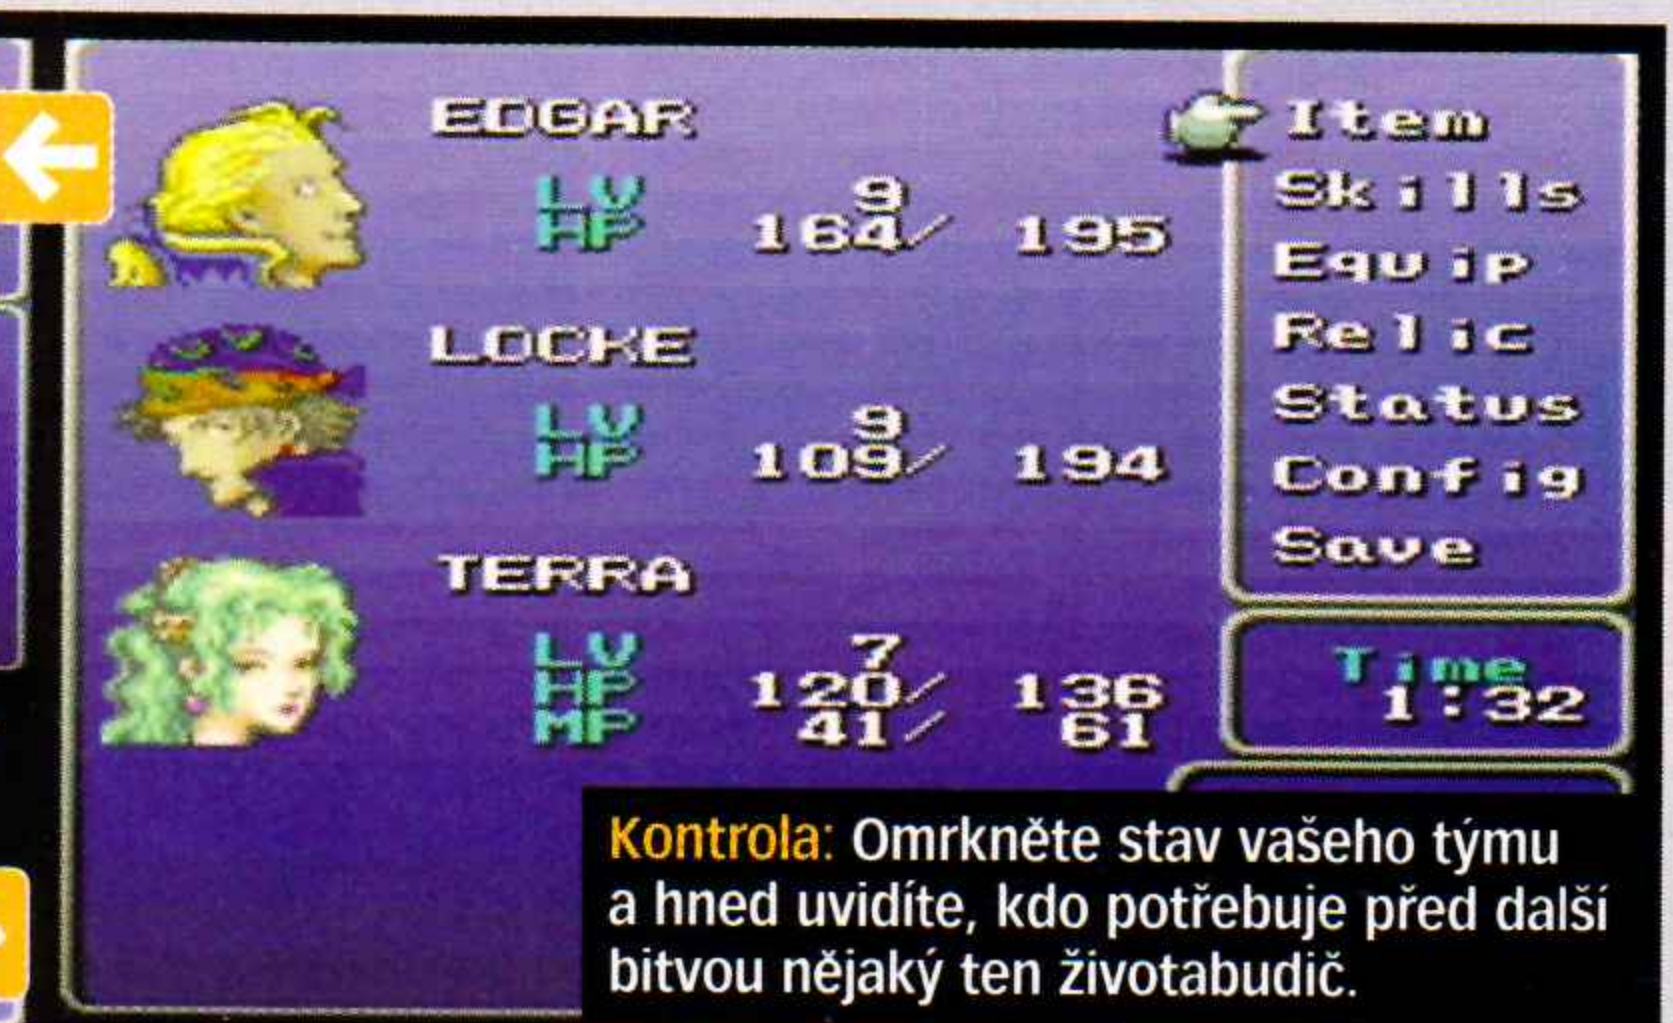 EDGAR
LV 9
HP 164/ 195
LOCKE
LV 9
HP 109/ 194
TERRA
LV 7
HP 120/ 136
MP 41/ 61
Item
Skills
Equip
Relic
Status
Config
Save
Time
1:32
Kontrola: Omrkněte stav vašeho týmu
a hned uvidíte, kdo potřebuje před další
bitvou nějaký ten životabudič.